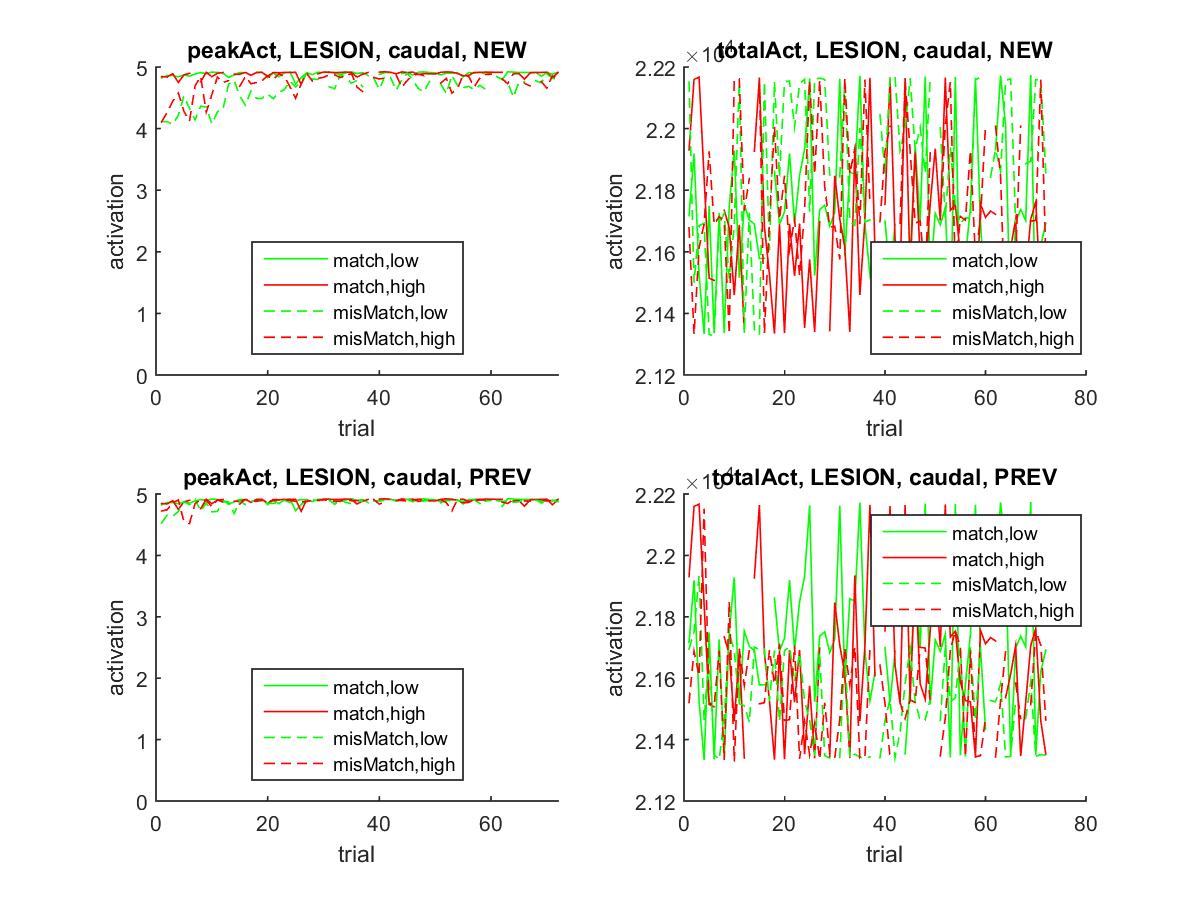 peakAct, LESION, caudal, NEW
5
4
3
2
1
0
activation
match,low
match,high
misMatch,low
misMatch,high
0 20 40 60
trial
×10⁴
totalAct, LESION, caudal, NEW
2.22
2.2
2.18
2.16
2.14
2.12
activation
match,low
match,high
misMatch,low
misMatch,high
0 20 40 60 80
trial
peakAct, LESION, caudal, PREV
5
4
3
2
1
0
activation
match,low
match,high
misMatch,low
misMatch,high
0 20 40 60
trial
×10⁴
totalAct, LESION, caudal, PREV
2.22
2.2
2.18
2.16
2.14
2.12
activation
match,low
match,high
misMatch,low
misMatch,high
0 20 40 60 80
trial